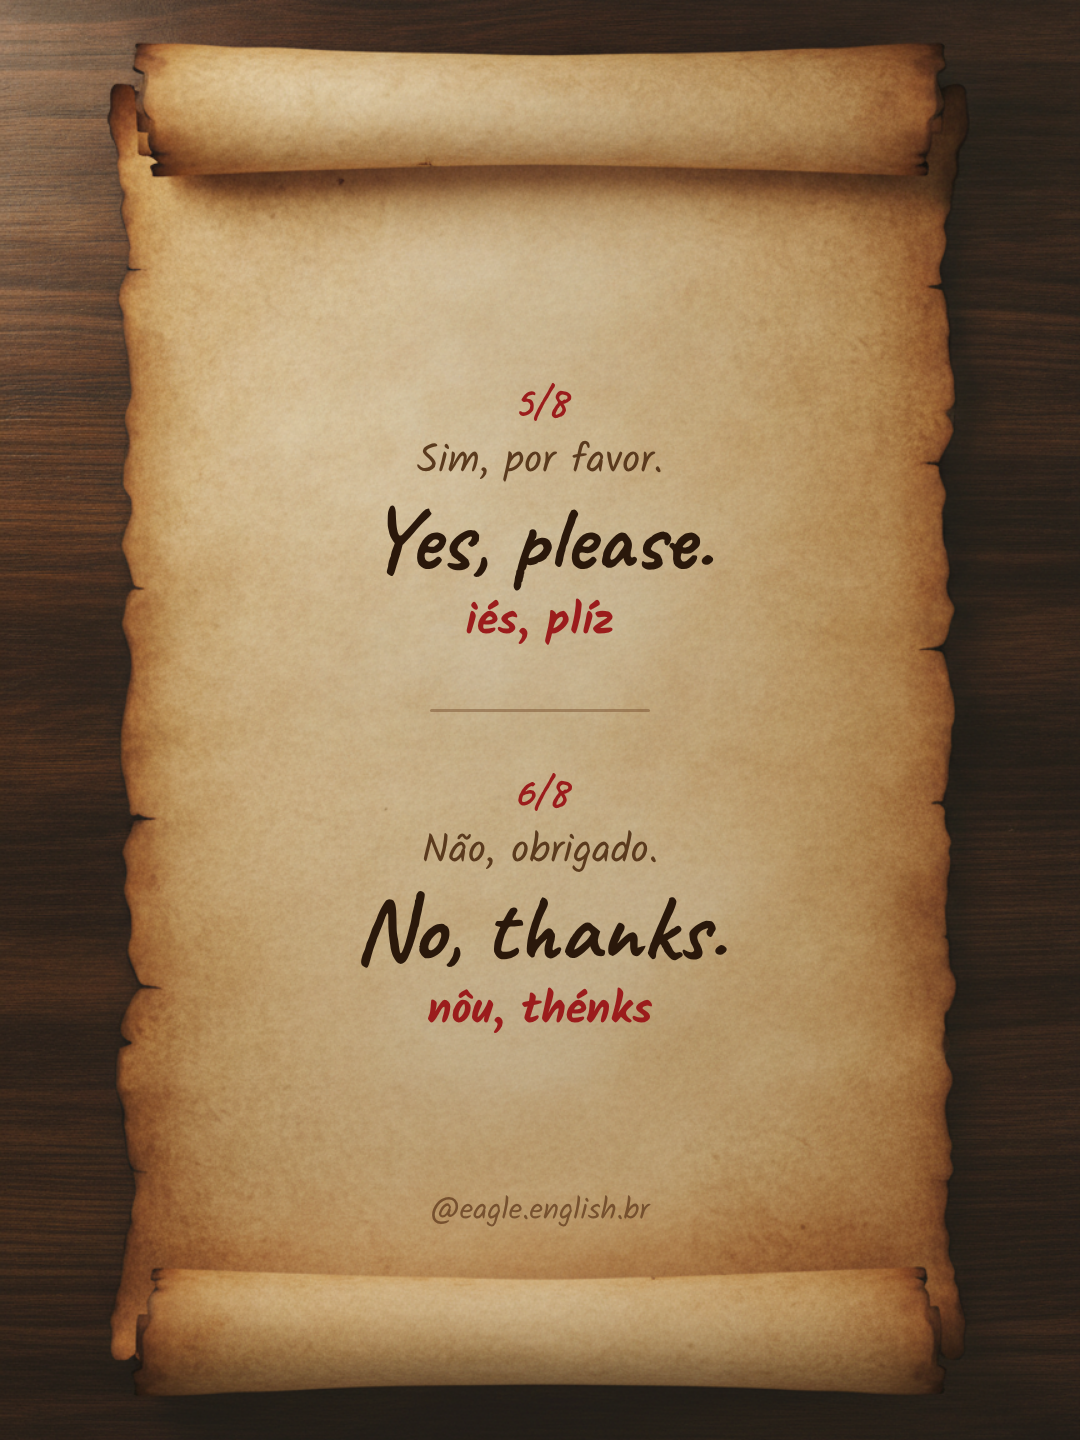 5/8
Sim, por favor.
Yes, please.
iés, plíz
6/8
Não, obrigado.
No, thanks.
nôu, thénks
@eagle.english.br